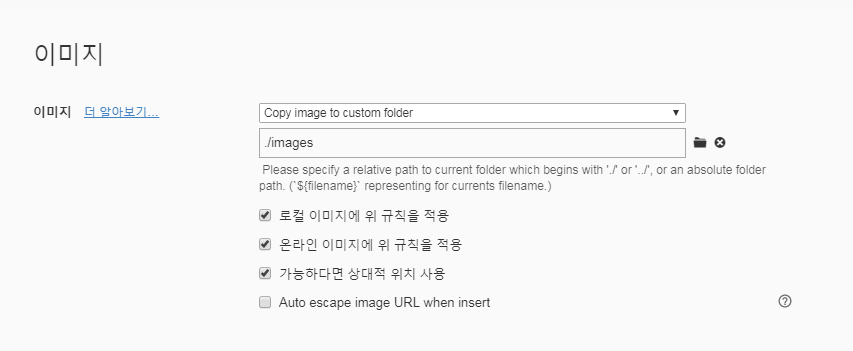 이미지
이미지 더 알아보기...
Copy image to custom folder
./images
Please specify a relative path to current folder which begins with './' or '../', or an absolute folder
path. (`${filename}` representing for currents filename.)
로컬 이미지에 위 규칙을 적용
온라인 이미지에 위 규칙을 적용
가능하다면 상대적 위치 사용
Auto escape image URL when insert